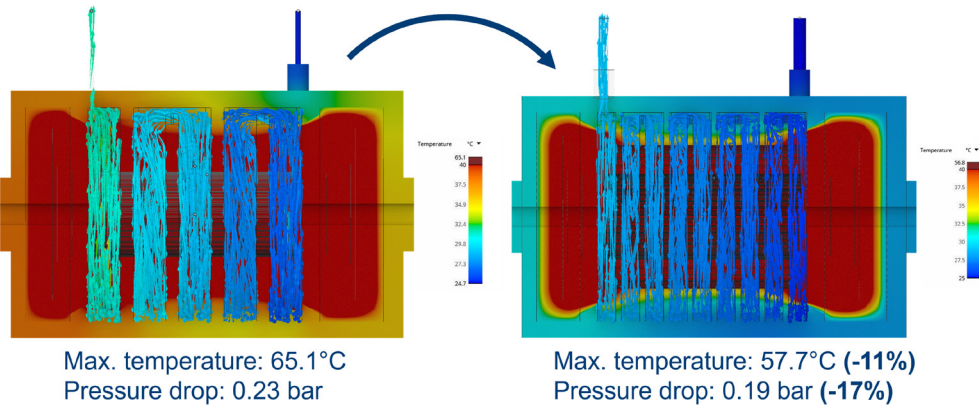 Temperature °C
65.1
40
37.5
34.9
32.4
29.8
27.3
24.7
Temperature °C
56.8
40
37.5
35
32.5
30
27.5
25
Max. temperature: 65.1°C
Pressure drop: 0.23 bar
Max. temperature: 57.7°C (-11%)
Pressure drop: 0.19 bar (-17%)